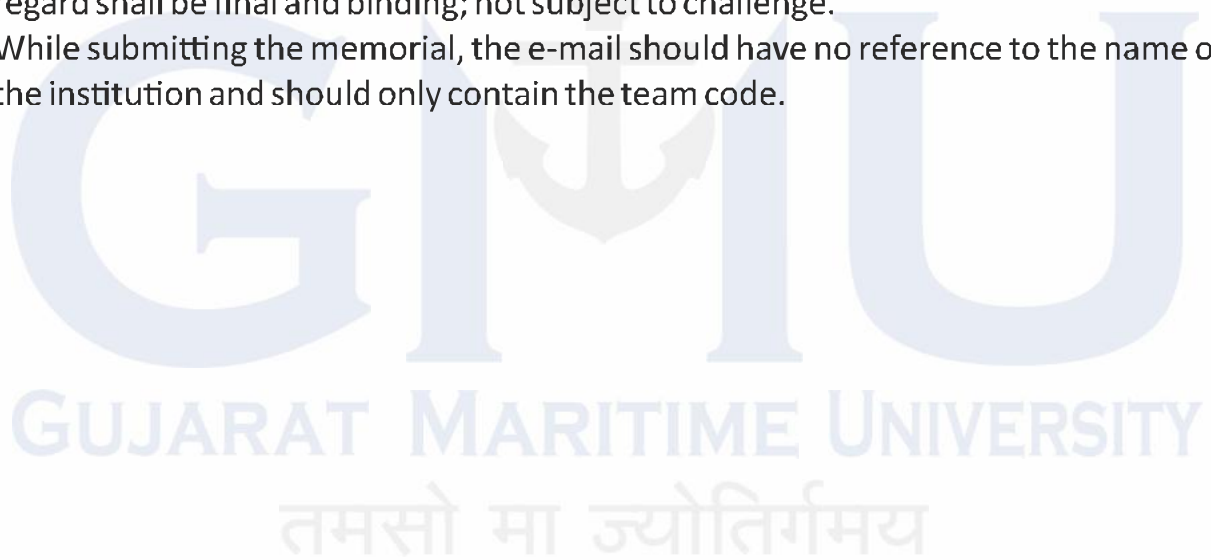 regard shall be final and binding; not subject to challenge.
While submitting the memorial, the e-mail should have no reference to the name o
the institution and should only contain the team code.
GMU
GUJARAT MARITIME UNIVERSITY
तमसो मा ज्योतिर्गमय